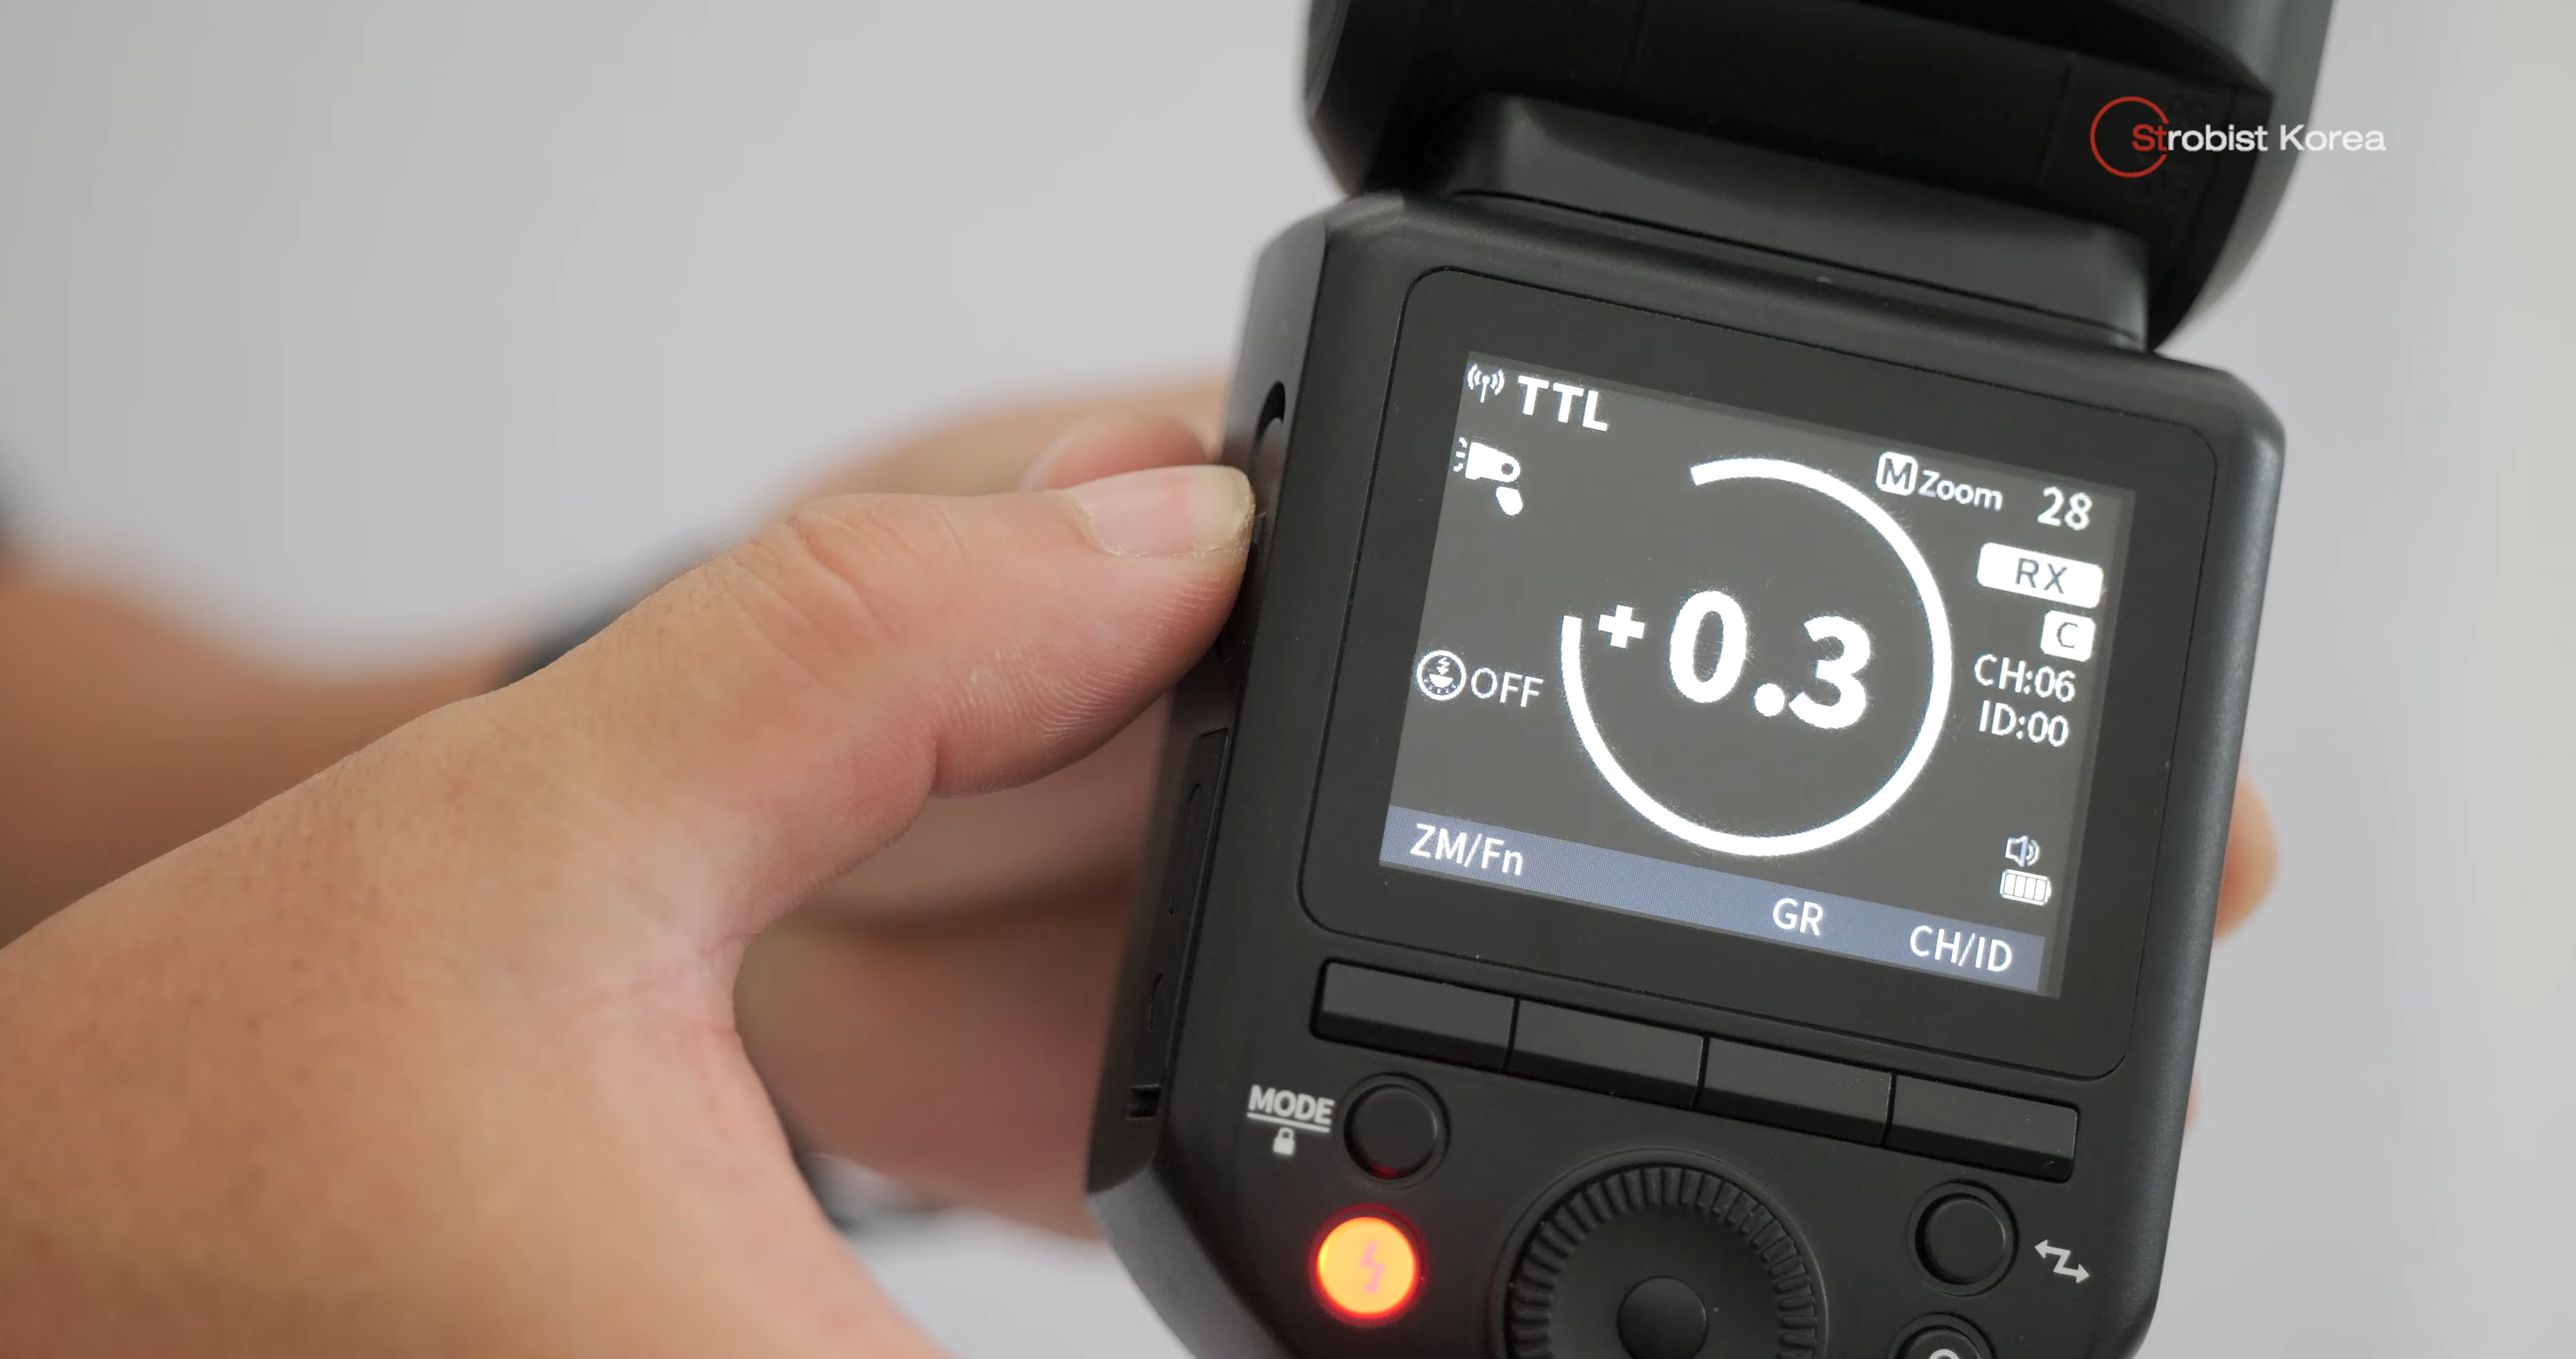 Strobist Korea
TTL
M Zoom 28
RX
C
+0.3
OFF
CH:06
ID:00
ZM/Fn
GR
CH/ID
MODE